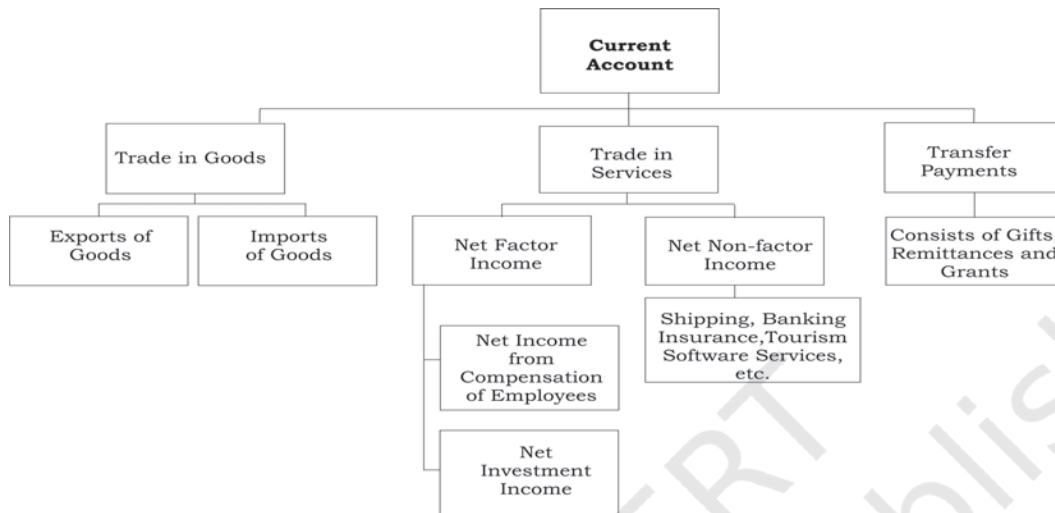 Current
Account
Trade in Goods
Trade in
Services
Transfer
Payments
Exports of
Goods
Imports
of Goods
Net Factor
Income
Net Non-factor
Income
Consists of Gifts,
Remittances and
Grants
Shipping, Banking
Insurance,Tourism
Software Services,
etc.
Net Income
from
Compensation
of Employees
Net
Investment
Income